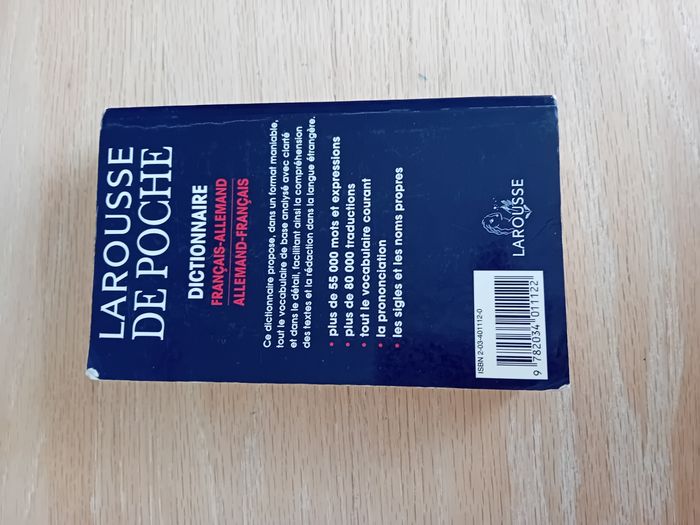 LAROUSSE
DE POCHE
DICTIONNAIRE
FRANÇAIS-ALLEMAND
ALLEMAND-FRANÇAIS
Ce dictionnaire propose, dans un format maniable,
tout le vocabulaire de base analysé avec clarté
et dans le détail, facilitant ainsi la compréhension
des textes et la rédaction dans la langue étrangère.
• plus de 55 000 mots et expressions
• plus de 80 000 traductions
• tout le vocabulaire courant
• la prononciation
• les sigles et les noms propres
ISBN 2-03-401112-0
9 782034 011122
LAROUSSE